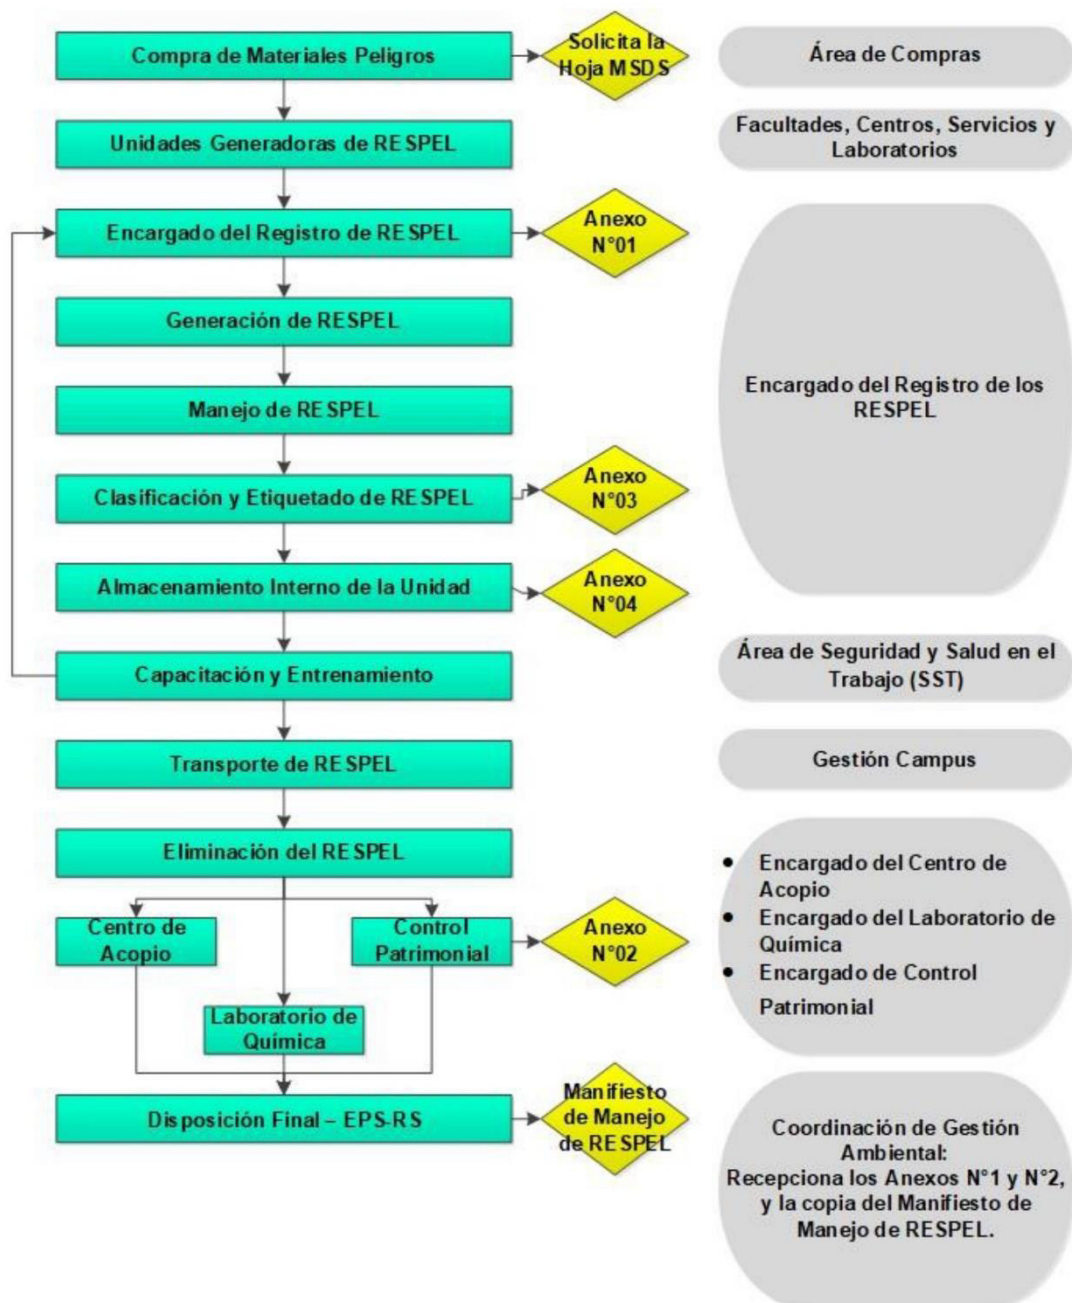 Compra de Materiales Peligros
Solicita la
Hoja MSDS
Área de Compras
Unidades Generadoras de RESPEL
Facultades, Centros, Servicios y
Laboratorios
Encargado del Registro de RESPEL
Anexo
N°01
Generación de RESPEL
Manejo de RESPEL
Encargado del Registro de los
RESPEL
Clasificación y Etiquetado de RESPEL
Anexo
N°03
Almacenamiento Interno de la Unidad
Anexo
N°04
Capacitación y Entrenamiento
Área de Seguridad y Salud en el
Trabajo (SST)
Transporte de RESPEL
Gestión Campus
Eliminación del RESPEL
Centro de
Acopio
Control
Patrimonial
Anexo
N°02
Laboratorio de
Química
• Encargado del Centro de
Acopio
• Encargado del Laboratorio de
Química
• Encargado de Control
Patrimonial
Disposición Final – EPS-RS
Manifiesto
de Manejo
de RESPEL
Coordinación de Gestión
Ambiental:
Recepciona los Anexos N°1 y N°2,
y la copia del Manifiesto de
Manejo de RESPEL.